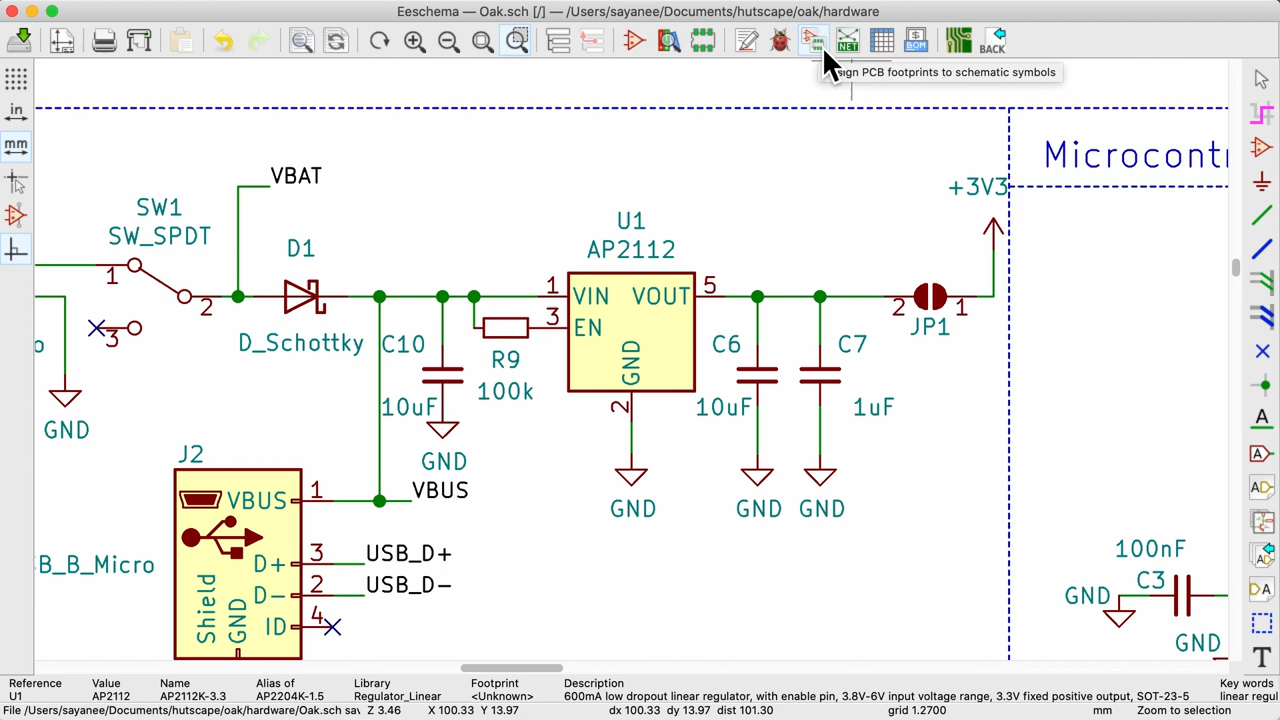 Eeschema — Oak.sch [/] — /Users/sayanee/Documents/hutscape/oak/hardware
NET
BOM
BACK
ign PCB footprints to schematic symbols
in
mm
Microcontr
+3V3
VBAT
SW1
SW_SPDT
1
2
3
D1
D_Schottky
U1
AP2112
1
VIN
VOUT
5
3
EN
GND
2
GND
C10
10uF
GND
R9
100k
C6
10uF
GND
C7
1uF
GND
2
1
JP1
o
GND
J2
VBUS
1
VBUS
D+
3
USB_D+
D-
2
USB_D-
ID
4
Shield
GND
B_B_Micro
100nF
C3
GND
GND
A
A
A
A
A
T
Reference Value Name Alias of Library Footprint Description Key words
U1 AP2112 AP2112K-3.3 AP2204K-1.5 Regulator_Linear <Unknown> 600mA low dropout linear regulator, with enable pin, 3.8V-6V input voltage range, 3.3V fixed positive output, SOT-23-5 linear regul
File /Users/sayanee/Documents/hutscape/oak/hardware/Oak.sch sav Z 3.46 X 100.33 Y 13.97 dx 100.33 dy 13.97 dist 101.30 grid 1.2700 mm Zoom to selection